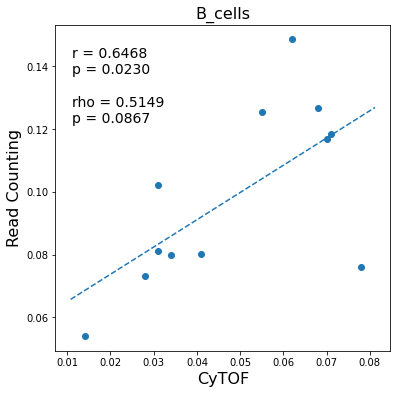 B_cells
r = 0.6468
p = 0.0230
rho = 0.5149
p = 0.0867
Read Counting
0.14
0.12
0.10
0.08
0.06
0.01 0.02 0.03 0.04 0.05 0.06 0.07 0.08
CyTOF